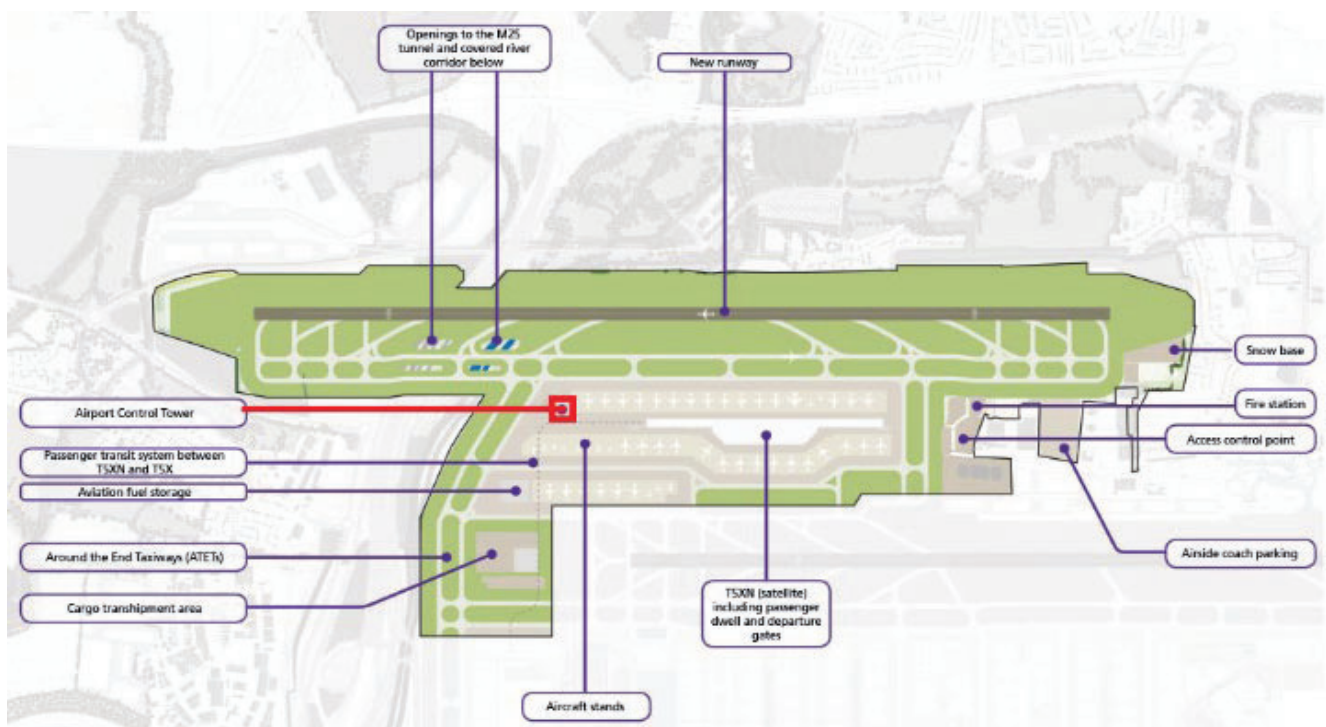 Openings to the M25
tunnel and covered river
corridor below
New runway
Snow base
Airport Control Tower
Fire station
Access control point
Passenger transit system between
T5XN and T5X
Aviation fuel storage
Around the End Taxiways (ATETs)
Airside coach parking
Cargo transhipment area
T5XN (satellite)
including passenger
dwell and departure
gates
Aircraft stands